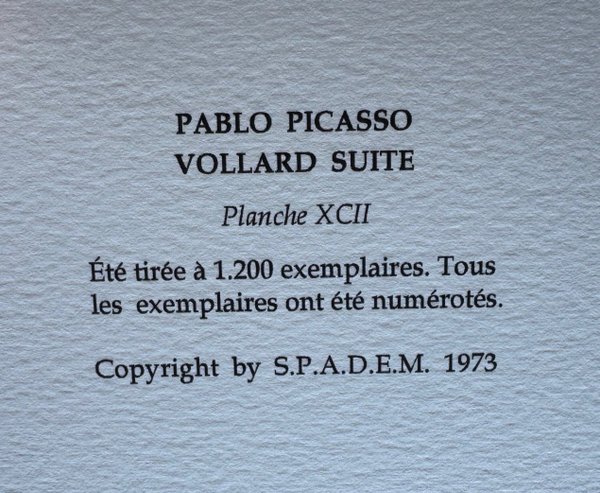 PABLO PICASSO
VOLLARD SUITE
Planche XCII
Été tirée à 1.200 exemplaires. Tous
les exemplaires ont été numérotés.
Copyright by S.P.A.D.E.M. 1973